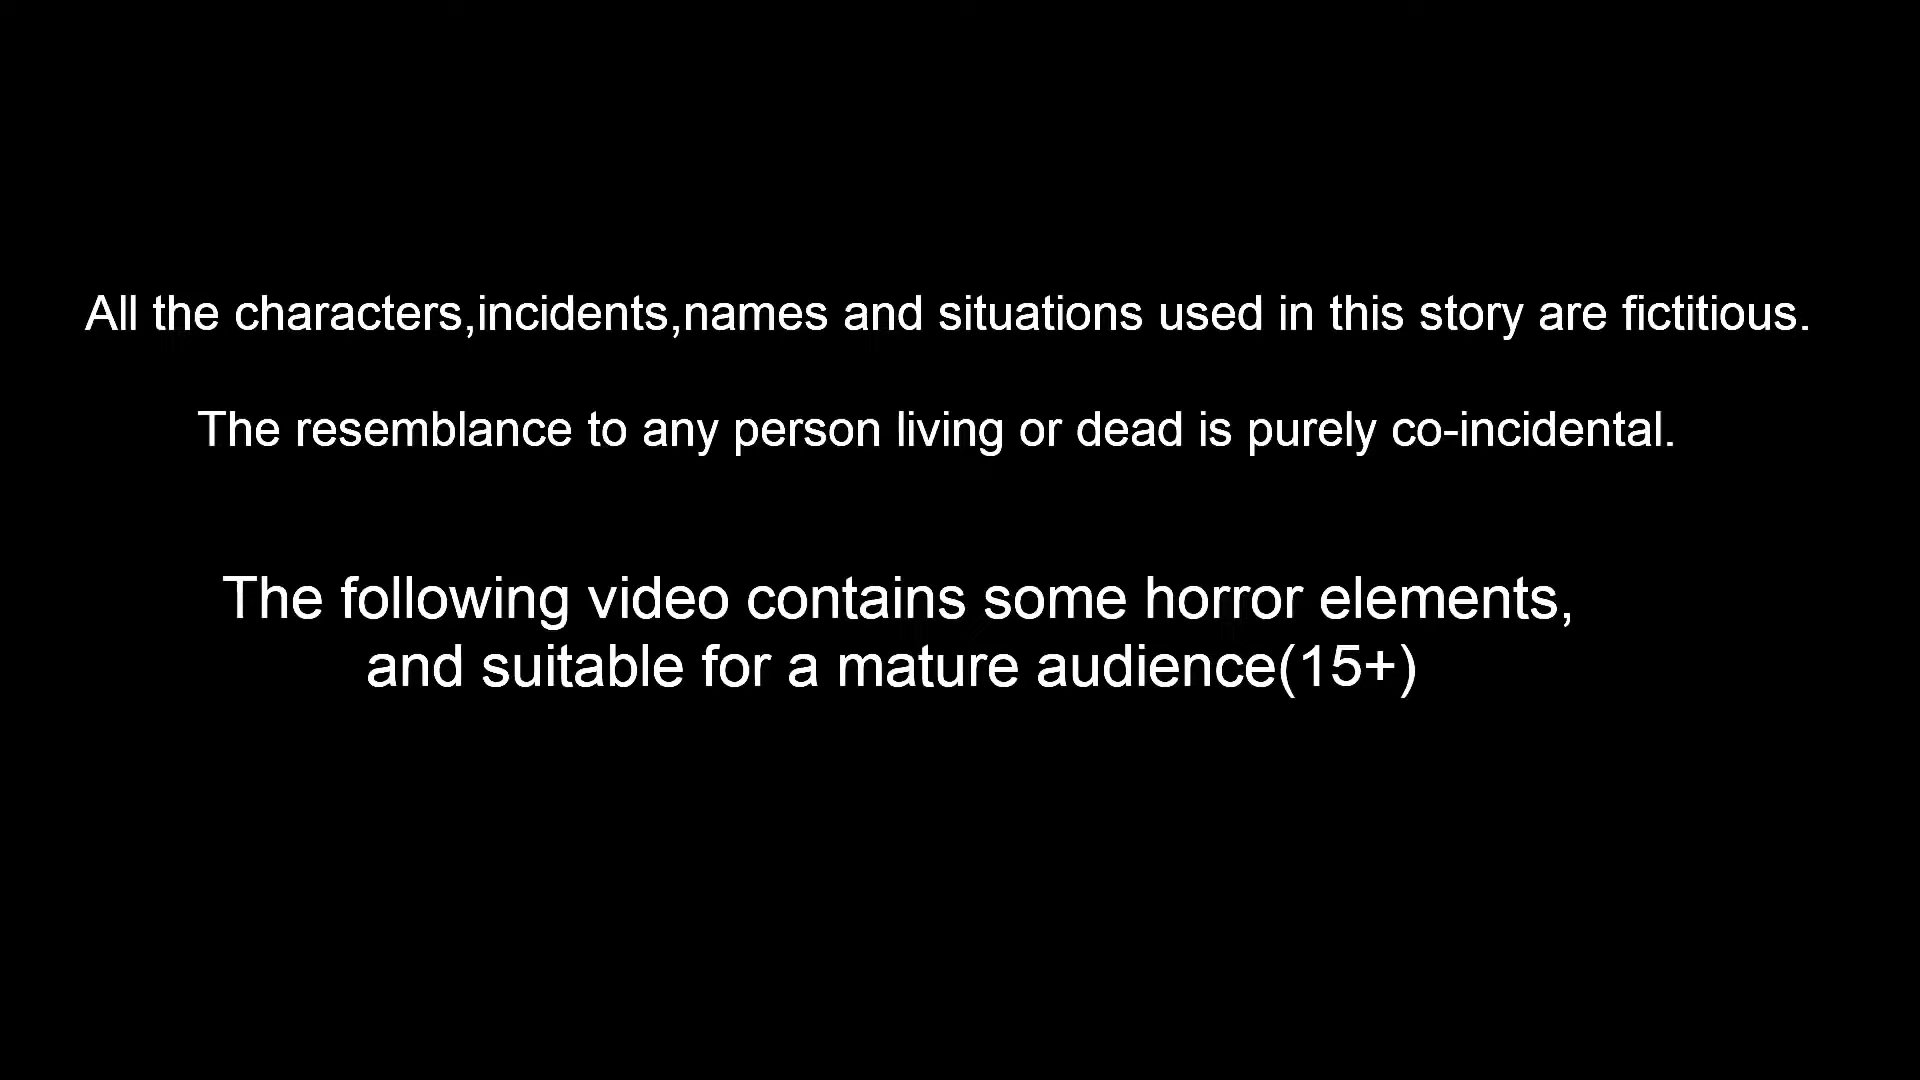 All the characters,incidents,names and situations used in this story are fictitious.
The resemblance to any person living or dead is purely co-incidental.
The following video contains some horror elements,
and suitable for a mature audience(15+)